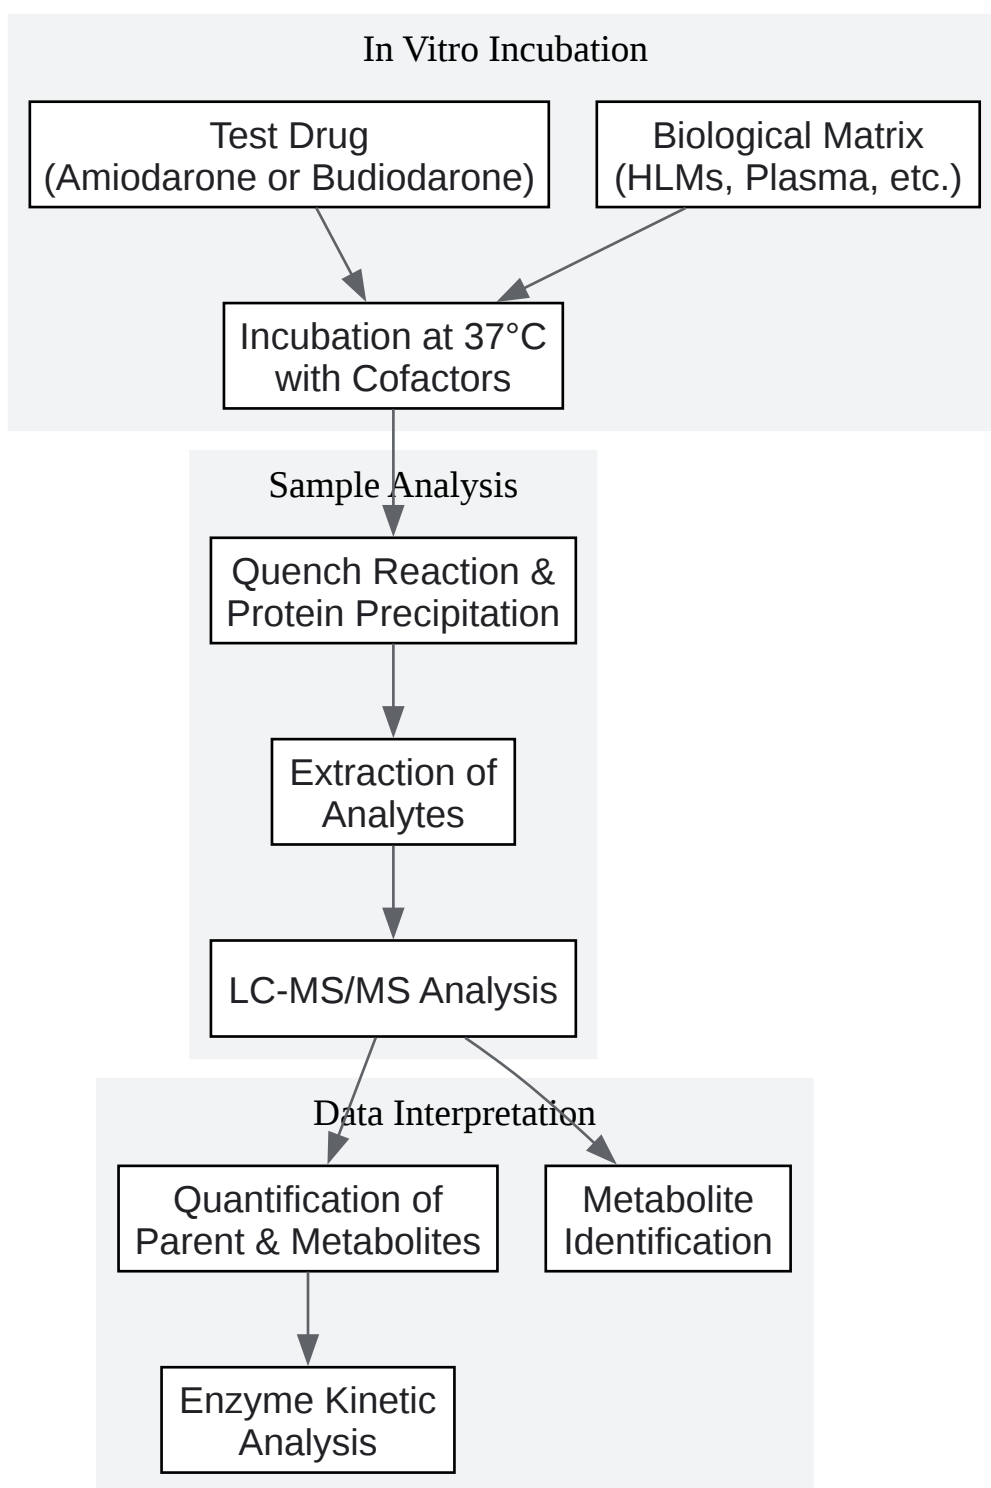 In Vitro Incubation
Test Drug
(Amiodarone or Budiodarone)
Biological Matrix
(HLMs, Plasma, etc.)
Incubation at 37°C
with Cofactors
Sample Analysis
Quench Reaction &
Protein Precipitation
Extraction of
Analytes
LC-MS/MS Analysis
Data Interpretation
Quantification of
Parent & Metabolites
Metabolite
Identification
Enzyme Kinetic
Analysis